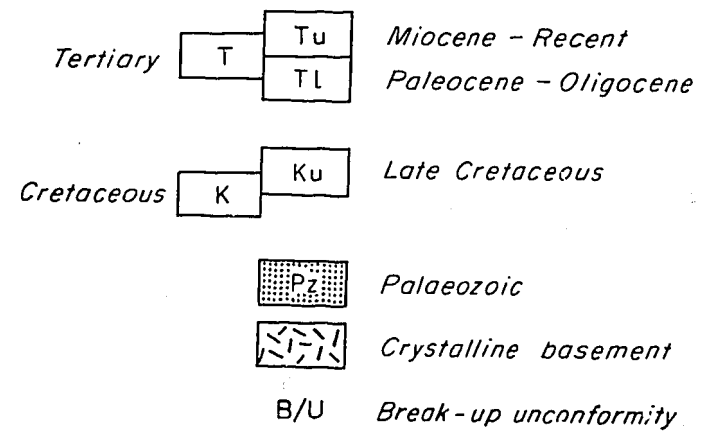 Tu Miocene - Recent
Tertiary T
Tl Paleocene - Oligocene
Ku Late Cretaceous
Cretaceous K
Pz Palaeozoic
Crystalline basement
B/U Break-up unconformity